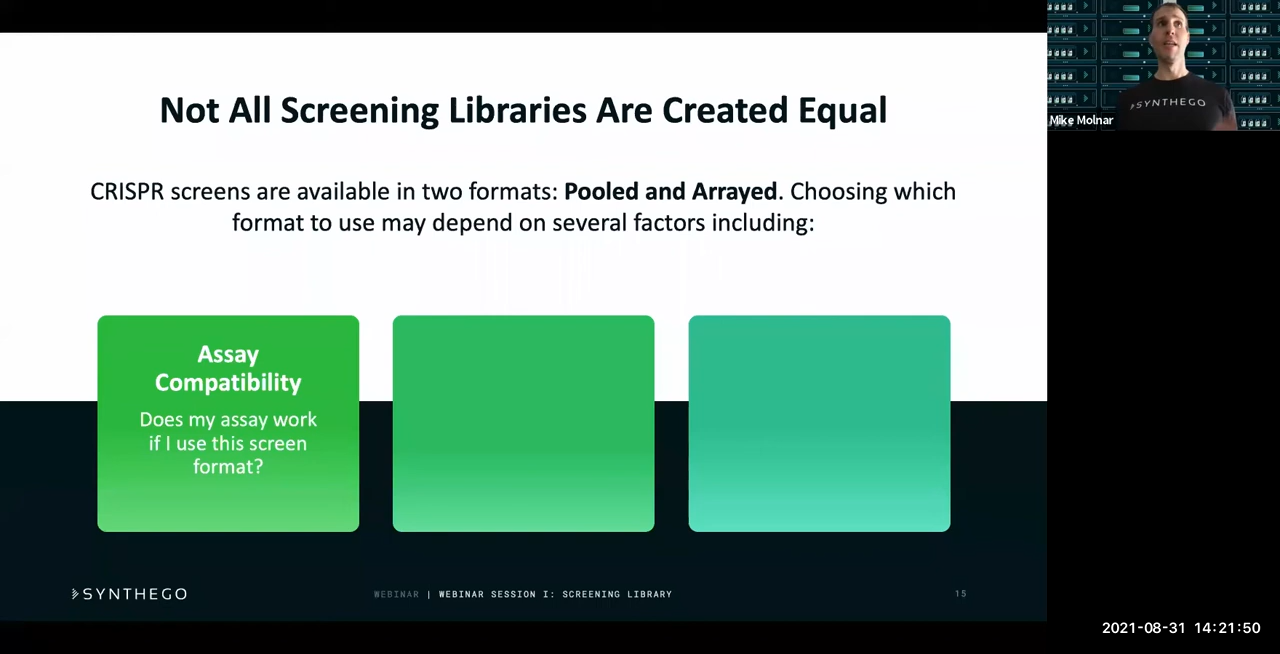 Not All Screening Libraries Are Created Equal
CRISPR screens are available in two formats: Pooled and Arrayed. Choosing which
format to use may depend on several factors including:
Assay
Compatibility
Does my assay work
if I use this screen
format?
SYNTHEGO
WEBINAR | WEBINAR SESSION I: SCREENING LIBRARY
15
SYNTHEGO
Mike Molnar
2021-08-31 14:21:50